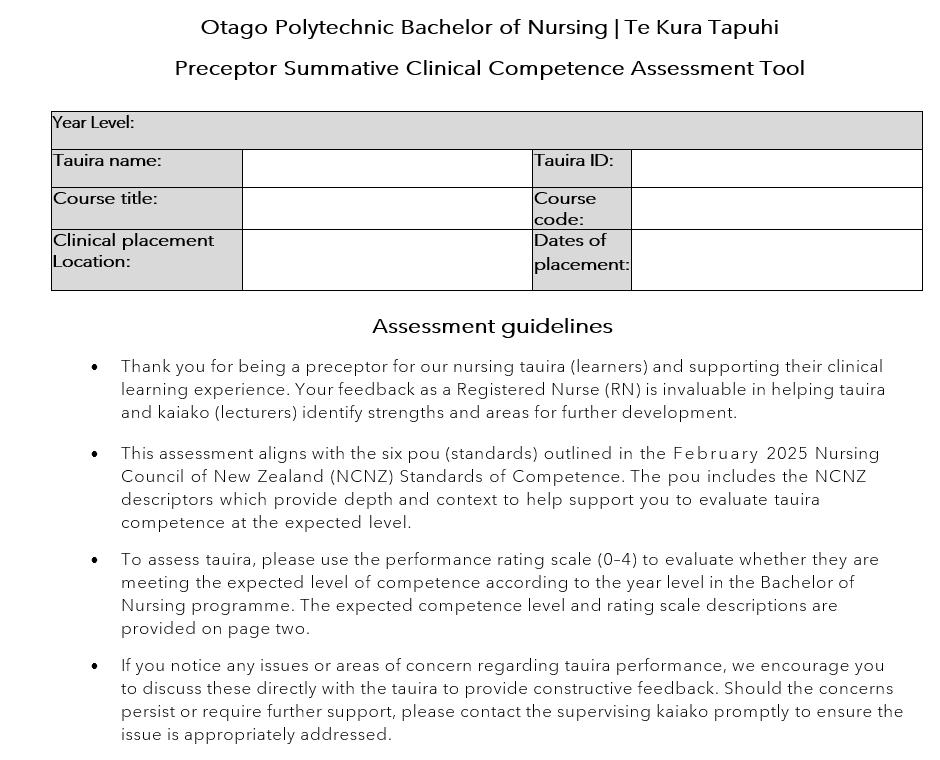 Otago Polytechnic Bachelor of Nursing | Te Kura Tapuhi
Preceptor Summative Clinical Competence Assessment Tool
Year Level:
Tauira name:
Tauira ID:
Course title:
Course
code:
Clinical placement
Location:
Dates of
placement:
Assessment guidelines
• Thank you for being a preceptor for our nursing tauira (learners) and supporting their clinical
learning experience. Your feedback as a Registered Nurse (RN) is invaluable in helping tauira
and kaiako (lecturers) identify strengths and areas for further development.
• This assessment aligns with the six pou (standards) outlined in the February 2025 Nursing
Council of New Zealand (NCNZ) Standards of Competence. The pou includes the NCNZ
descriptors which provide depth and context to help support you to evaluate tauira
competence at the expected level.
• To assess tauira, please use the performance rating scale (0–4) to evaluate whether they are
meeting the expected level of competence according to the year level in the Bachelor of
Nursing programme. The expected competence level and rating scale descriptions are
provided on page two.
• If you notice any issues or areas of concern regarding tauira performance, we encourage you
to discuss these directly with the tauira to provide constructive feedback. Should the concerns
persist or require further support, please contact the supervising kaiako promptly to ensure the
issue is appropriately addressed.